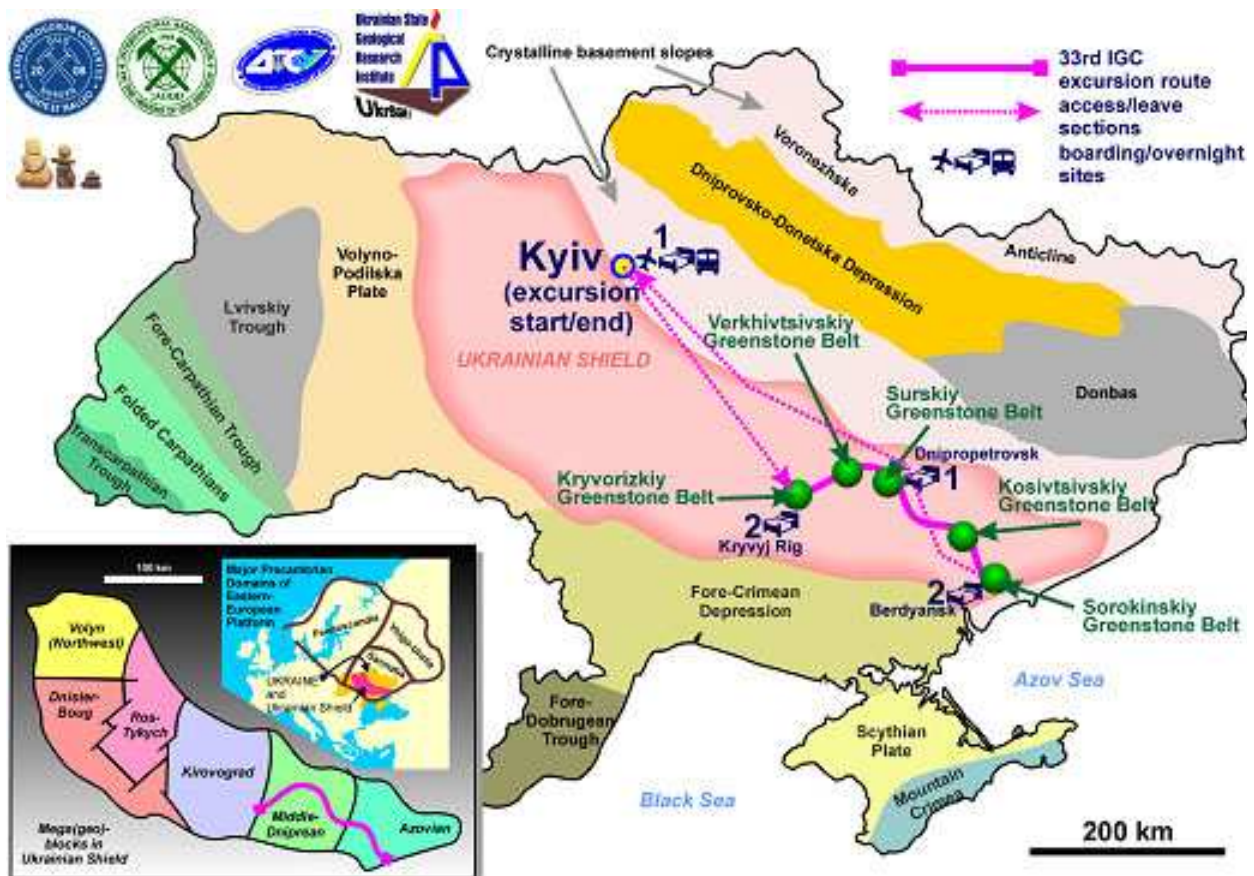 Ukrainian State
Geological
Research
Institute
Crystalline basement slopes
33rd IGC
excursion route
access/leave
sections
boarding/overnight
sites
Voronezhska
Anticline
Dniprovsko-Donetska Depression
Volyno-
Podilska
Plate
Lvivskiy
Trough
Fore-Carpathian Trough
Folded Carpathians
Transcarpathian
Trough
1
Kyiv
(excursion
start/end)
UKRAINIAN SHIELD
Verkhivtsivskiy
Greenstone Belt
Surskiy
Greenstone Belt
Donbas
Dnipropetrovsk
1
Kryvorizkiy
Greenstone Belt
Kosivtsivskiy
Greenstone Belt
2
Kryvyj Rig
2
Berdyansk
Sorokinskiy
Greenstone Belt
Fore-Crimean
Depression
Fore-
Dobrugean
Trough
Azov Sea
Scythian
Plate
Mountain
Crimea
Black Sea
200 km
100 km
Major Precambrian
Domains of
Eastern-
European
Platform
Fennoscandia
Volgo-Uralia
Sarmatia
UKRAINE
and
Ukrainian Shield
Volyn
(Northwest)
Dnister-
Boug
Ros-
Tykych
Kirovograd
Middle-
Dniprean
Azovian
Mega(geo)-
blocks in
Ukrainian Shield